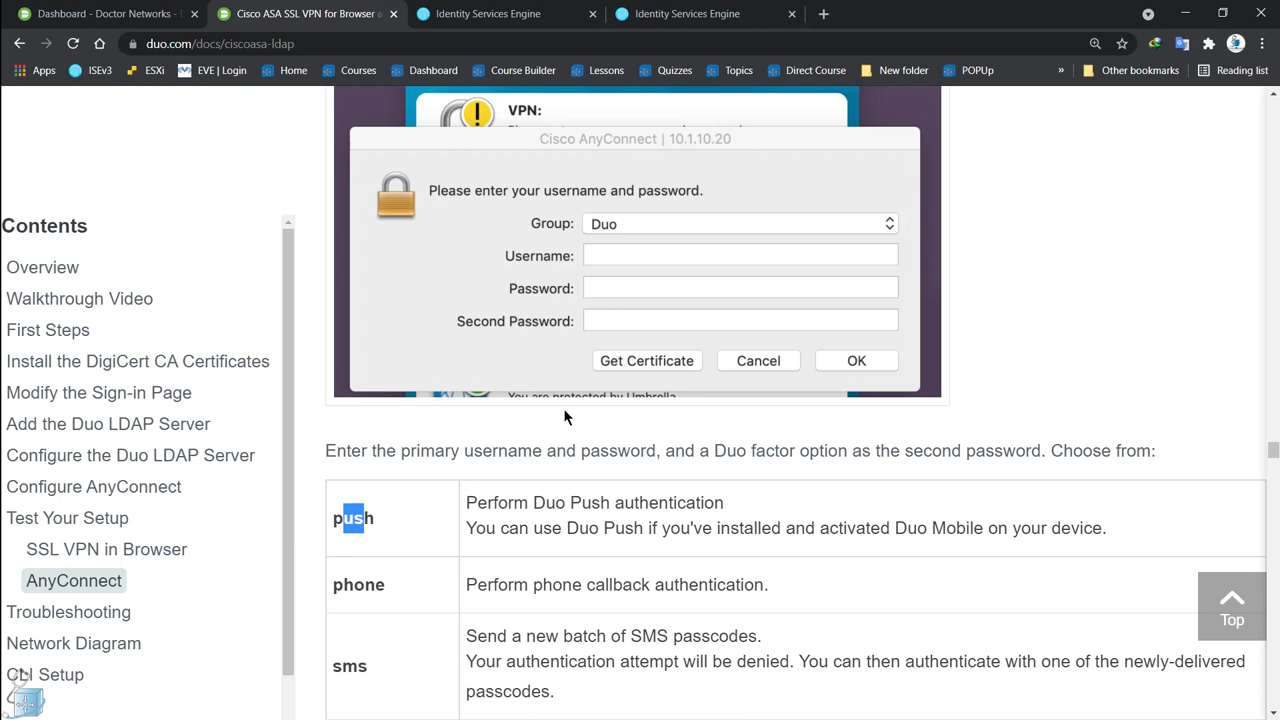 Dashboard - Doctor Networks -
Cisco ASA SSL VPN for Browser a
Identity Services Engine
Identity Services Engine
duo.com/docs/ciscoasa-ldap
Apps
ISEv3
ESXi
EVE | Login
Home
Courses
Dashboard
Course Builder
Lessons
Quizzes
Topics
Direct Course
New folder
POPUp
»
Other bookmarks
Reading list
VPN:
Cisco AnyConnect | 10.1.10.20
Please enter your username and password.
Group: Duo
Username:
Password:
Second Password:
Get Certificate
Cancel
OK
You are protected by Umbrella.
Contents
Overview
Walkthrough Video
First Steps
Install the DigiCert CA Certificates
Modify the Sign-in Page
Add the Duo LDAP Server
Configure the Duo LDAP Server
Configure AnyConnect
Test Your Setup
SSL VPN in Browser
AnyConnect
Troubleshooting
Network Diagram
CLI Setup
Enter the primary username and password, and a Duo factor option as the second password. Choose from:
push
Perform Duo Push authentication
You can use Duo Push if you've installed and activated Duo Mobile on your device.
phone
Perform phone callback authentication.
sms
Send a new batch of SMS passcodes.
Your authentication attempt will be denied. You can then authenticate with one of the newly-delivered
passcodes.
Top